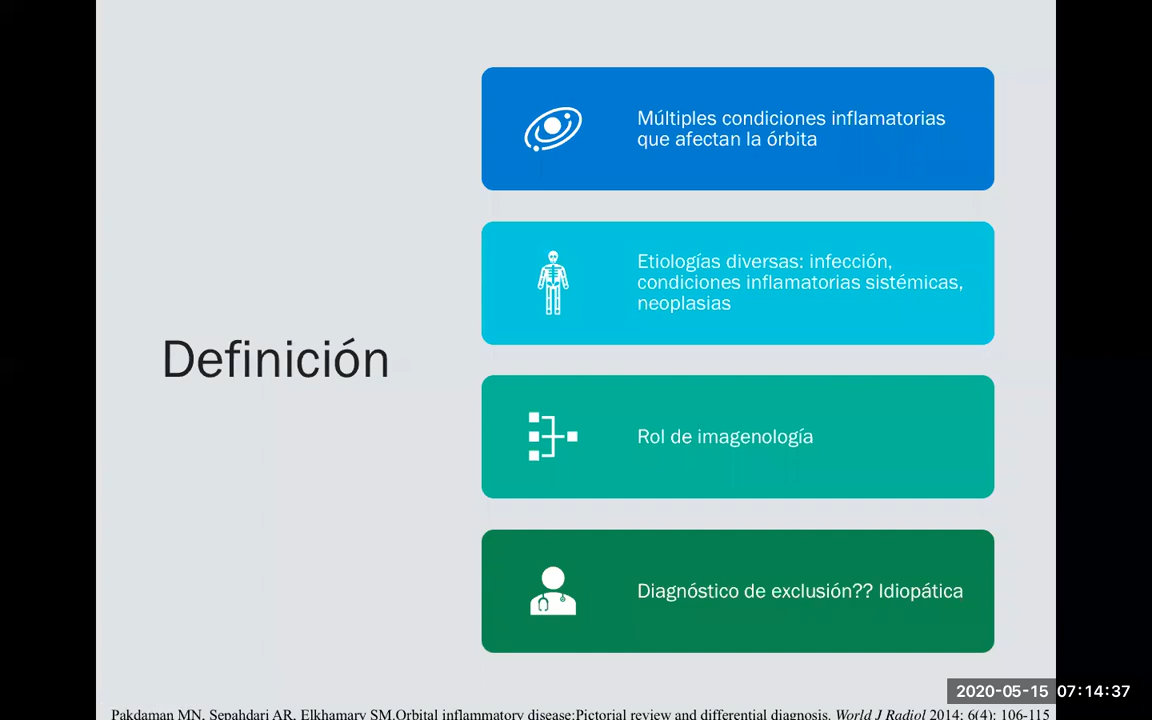 Definición
Múltiples condiciones inflamatorias
que afectan la órbita
Etiologías diversas: infección,
condiciones inflamatorias sistémicas,
neoplasias
Rol de imagenología
Diagnóstico de exclusión?? Idiopática
2020-05-15 07:14:37
Pakdaman MN, Sepahdari AR, Elkhamary SM.Orbital inflammatory disease:Pictorial review and differential diagnosis. World J Radiol 2014; 6(4): 106-115